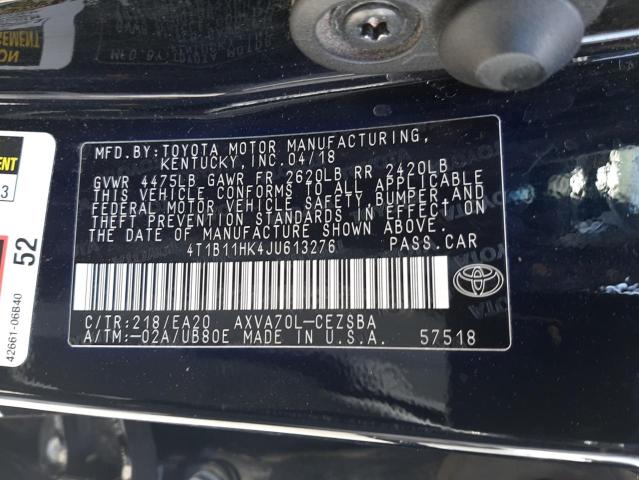 MFD.BY:TOYOTA MOTOR MANUFACTURING,
KENTUCKY, INC.04/18
GVWR 4475LB GAWR FR 2620LB RR 2420LB
THIS VEHICLE CONFORMS TO ALL APPLICABLE
FEDERAL MOTOR VEHICLE SAFETY, BUMPER,AND
THEFT PREVENTION STANDARDS IN EFFECT ON
THE DATE OF MANUFACTURE SHOWN ABOVE.
4T1B11HK4JU613276 PASS.CAR
C/TR:218/EA20 AXVA70L-CEZSBA
A/TM:-02A/UB80E MADE IN U.S.A. 57518
52
42661-06B40